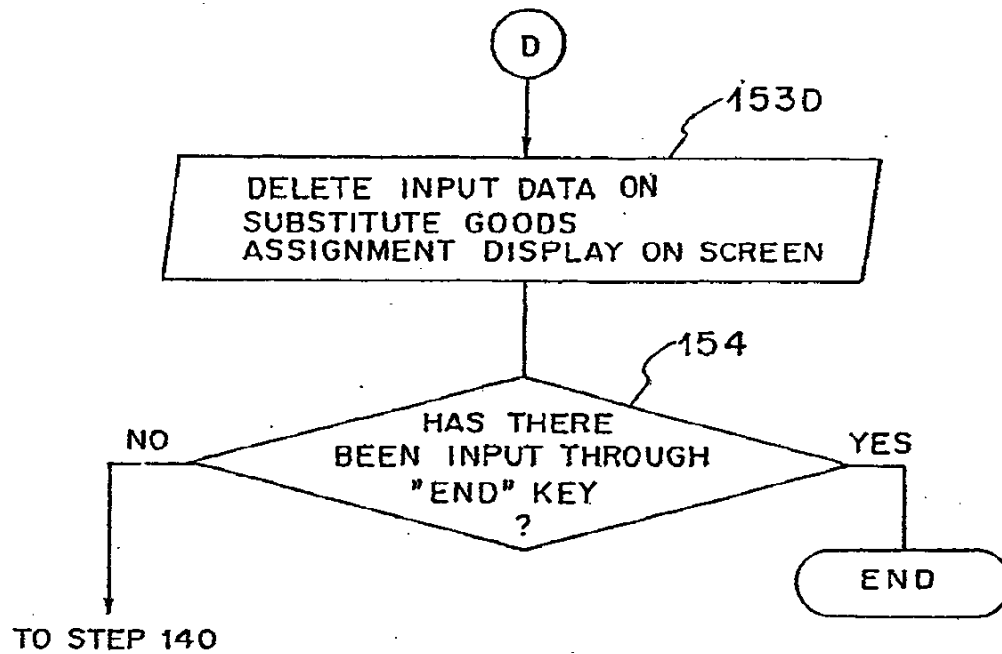 D
153D
DELETE INPUT DATA ON
SUBSTITUTE GOODS
ASSIGNMENT DISPLAY ON SCREEN
154
HAS THERE
BEEN INPUT THROUGH
"END" KEY
?
NO
YES
END
TO STEP 140